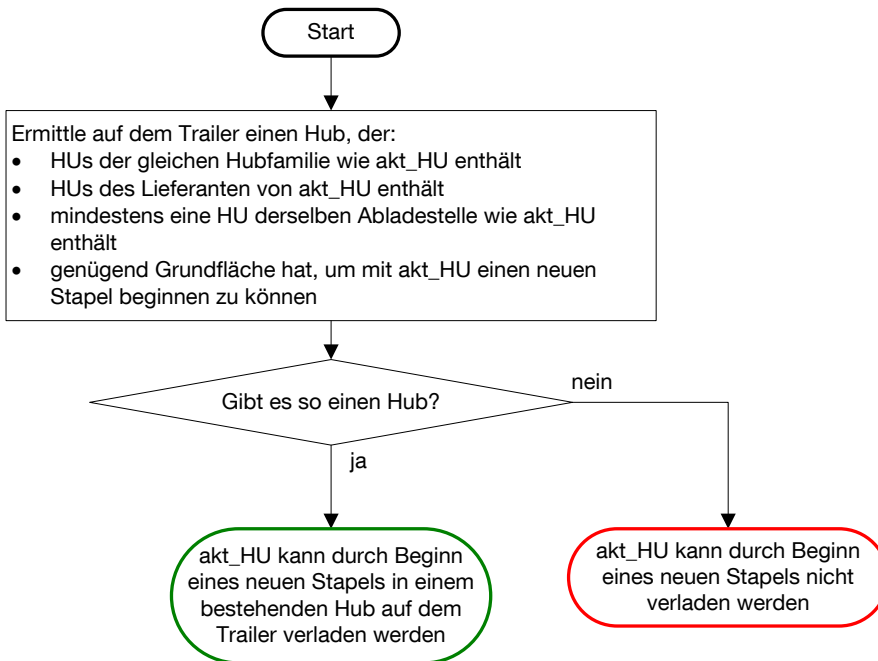 Start
Ermittle auf dem Trailer einen Hub, der:
• HUs der gleichen Hubfamilie wie akt_HU enthält
• HUs des Lieferanten von akt_HU enthält
• mindestens eine HU derselben Abladestelle wie akt_HU
enthält
• genügend Grundfläche hat, um mit akt_HU einen neuen
Stapel beginnen zu können
Gibt es so einen Hub?
nein
ja
akt_HU kann durch Beginn
eines neuen Stapels in einem
bestehenden Hub auf dem
Trailer verladen werden
akt_HU kann durch Beginn
eines neuen Stapels nicht
verladen werden